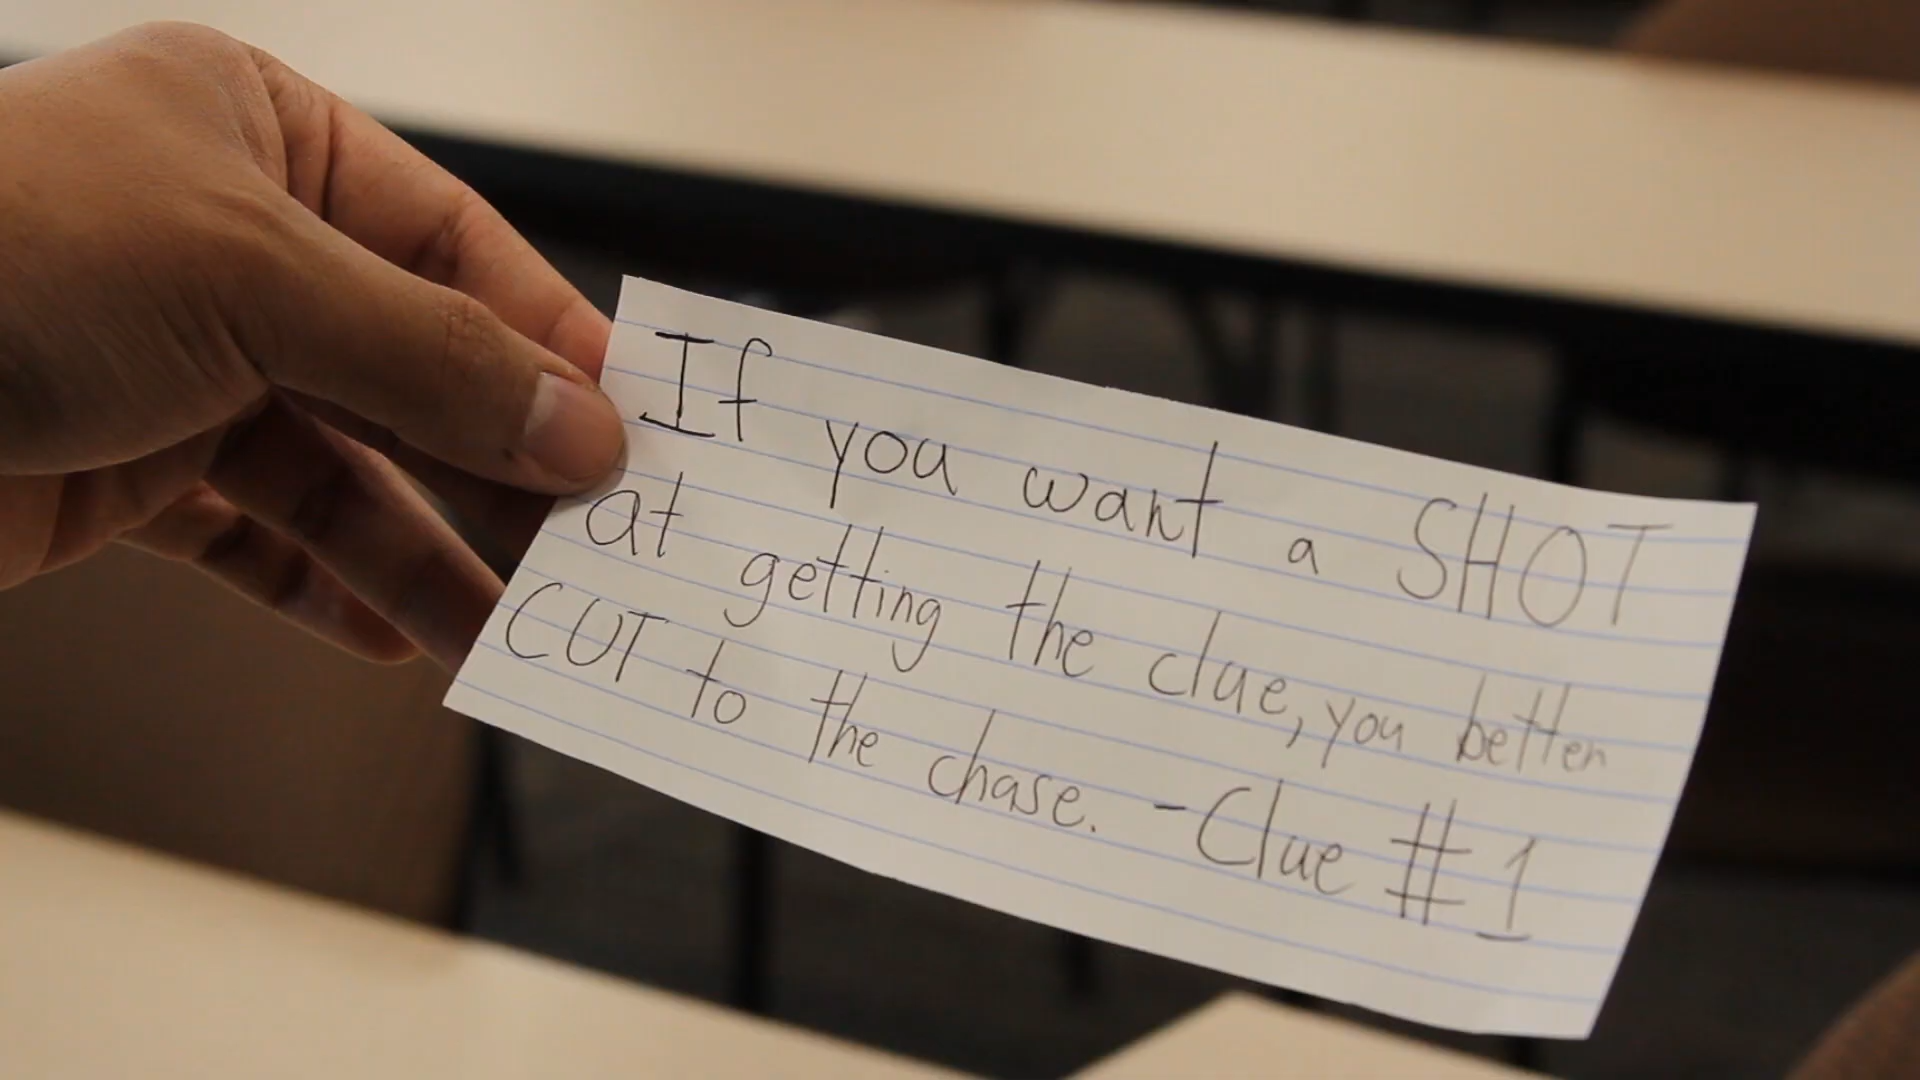 If you want a SHOT
at getting the clue, you better
CUT to the chase. - Clue #1